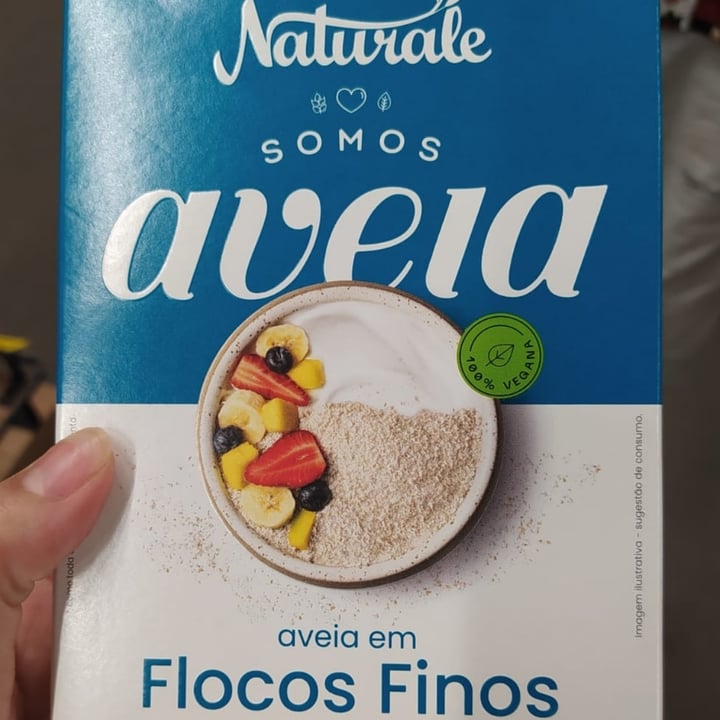 Naturale
SOMOS
aveia
100% VEGANA
Imagem ilustrativa - sugestão de consumo.
aveia em
Flocos Finos